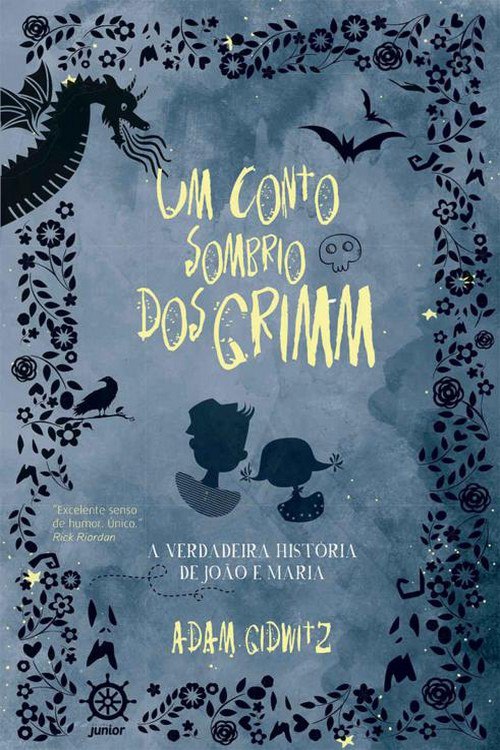 UM CONTO
SOMBRIO
DOS GRIMM
"Excelente senso
de humor. Único."
Rick Riordan
A VERDADEIRA HISTÓRIA
DE JOÃO E MARIA
ADAM GIDWITZ
junior